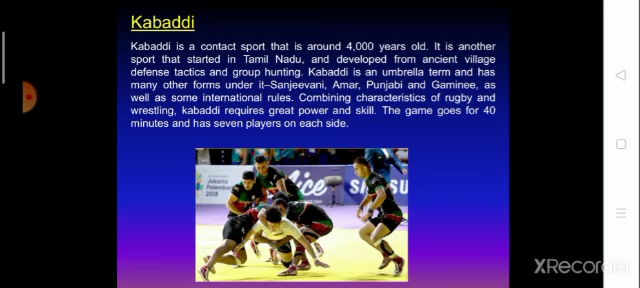 Kabaddi
Kabaddi is a contact sport that is around 4,000 years old. It is another
sport that started in Tamil Nadu, and developed from ancient village
defense tactics and group hunting. Kabaddi is an umbrella term and has
many other forms under it–Sanjeevani, Amar, Punjabi and Gaminee, as
well as some international rules. Combining characteristics of rugby and
wrestling, kabaddi requires great power and skill. The game goes for 40
minutes and has seven players on each side.
Jakarta
Palembang
2018
XRecorder